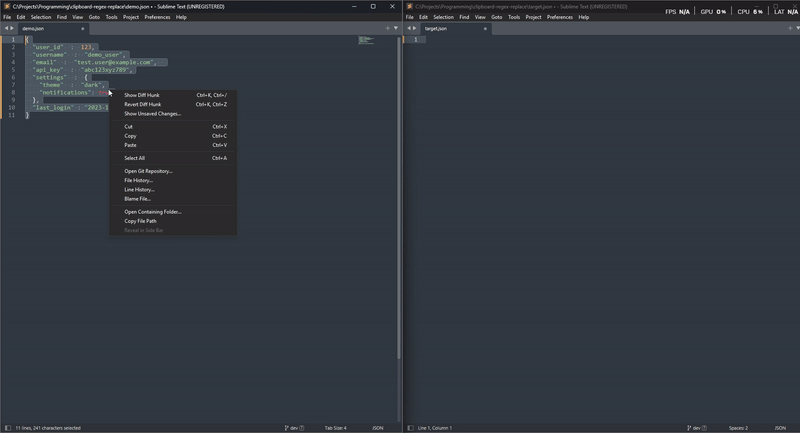 C:\Projects\Programming\clipboard-regex-replace\demo.json • - Sublime Text (UNREGISTERED)
File Edit Selection Find View Goto Tools Project Preferences Help
demo.json
1 {
2 "user_id" : 123,
3 "username" : "demo_user",
4 "email" : "test.user@example.com",
5 "api_key" : "abc123xyz789",
6 "settings" : {
7 "theme" : "dark",
8 "notifications":
9 },
10 "last_login" : "2023-1
11 }
Show Diff Hunk Ctrl+K, Ctrl+/
Revert Diff Hunk Ctrl+K, Ctrl+Z
Show Unsaved Changes...
Cut Ctrl+X
Copy Ctrl+C
Paste Ctrl+V
Select All Ctrl+A
Open Git Repository...
File History...
Line History...
Blame File...
Open Containing Folder...
Copy File Path
Reveal in Side Bar
11 lines, 241 characters selected
dev 7
Tab Size: 4
JSON
C:\Projects\Programming\clipboard-regex-replace\target.json • - Sublime Text (UNREGISTERED)
FPS N/A GPU 0 % CPU 8 % LAT N/A
File Edit Selection Find View Goto Tools Project Preferences Help
target.json
1
Line 1, Column 1
dev 7
Spaces: 2
JSON